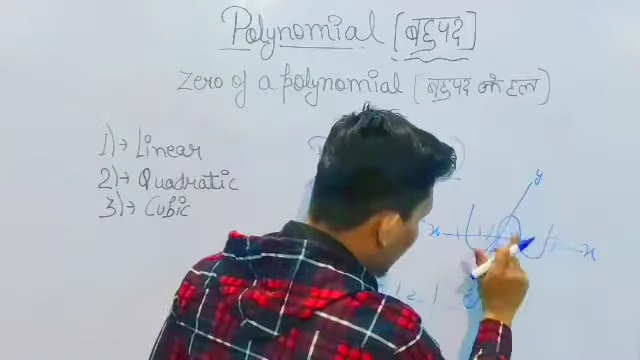 Polynomial [बहुपद]
Zero of a polynomial [बहुपद को हल]
1)→ Linear
2)→ Quadratic
3)→ Cubic
y
x
x